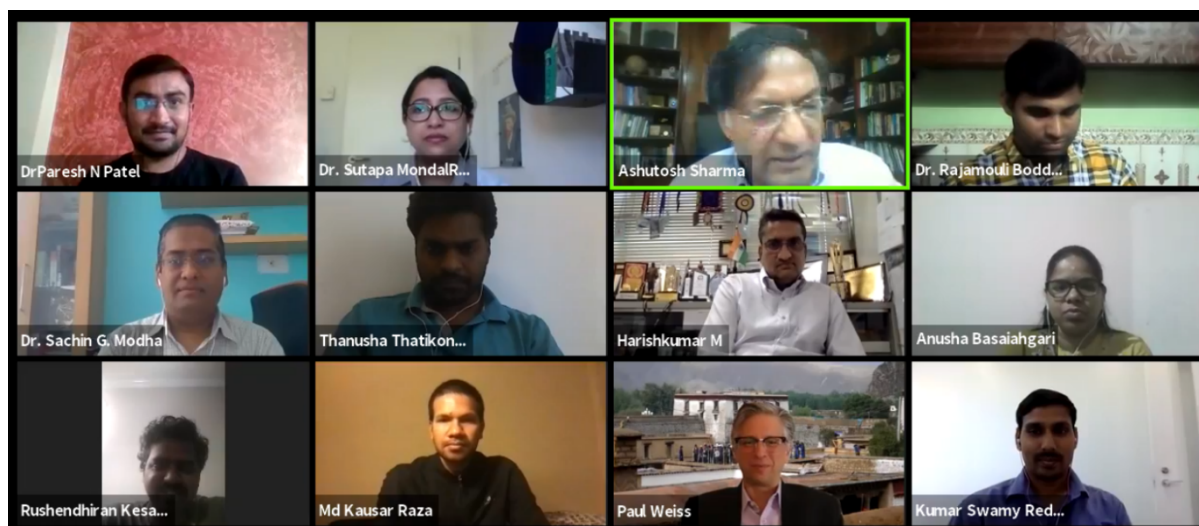 DrParesh N Patel
Dr. Sutapa MondalR...
Ashutosh Sharma
Dr. Rajamouli Bodd...
Dr. Sachin G. Modha
Thanusha Thatikon...
Harishkumar M
Anusha Basaiahgari
Rushendhiran Kesa...
Md Kausar Raza
Paul Weiss
Kumar Swamy Red...